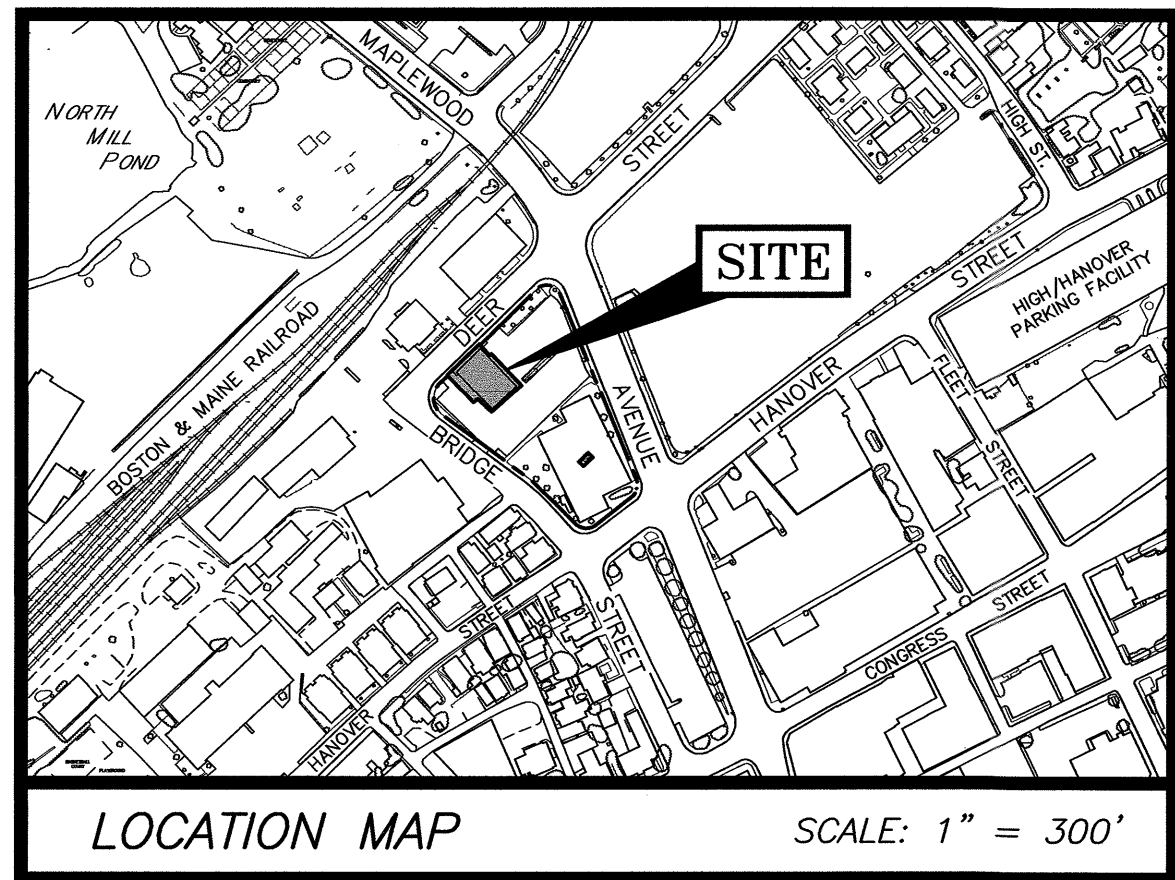 MAPLEWOOD
NORTH
MILL
POND
STREET
HIGH ST.
SITE
STREET
HIGH/HANOVER
PARKING FACILITY
DEER
BOSTON & MAINE RAILROAD
AVENUE
HANOVER
FLEET
STREET
BRIDGE
STREET
STREET
STREET
CONGRESS
HANOVER
PLAYGROUND
LOCATION MAP
SCALE: 1" = 300'